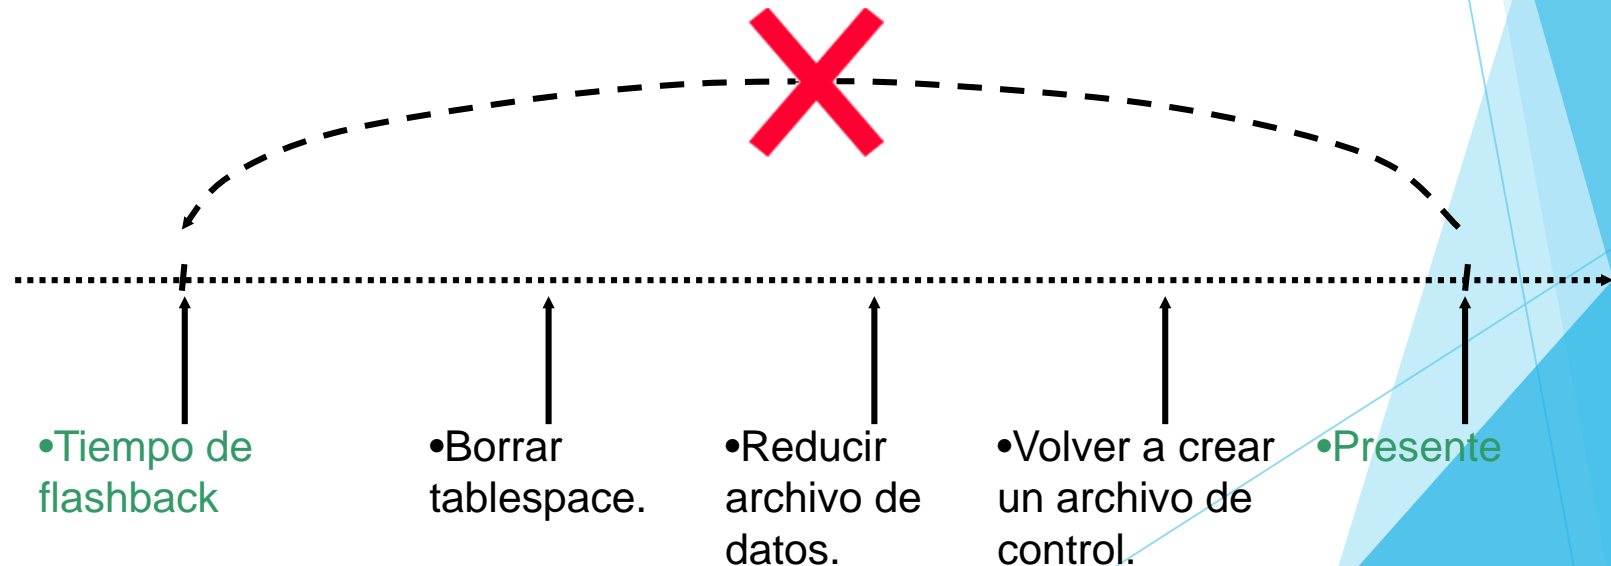 •Tiempo de
flashback
•Borrar
tablespace.
•Reducir
archivo de
datos.
•Volver a crear
un archivo de
control.
•Presente